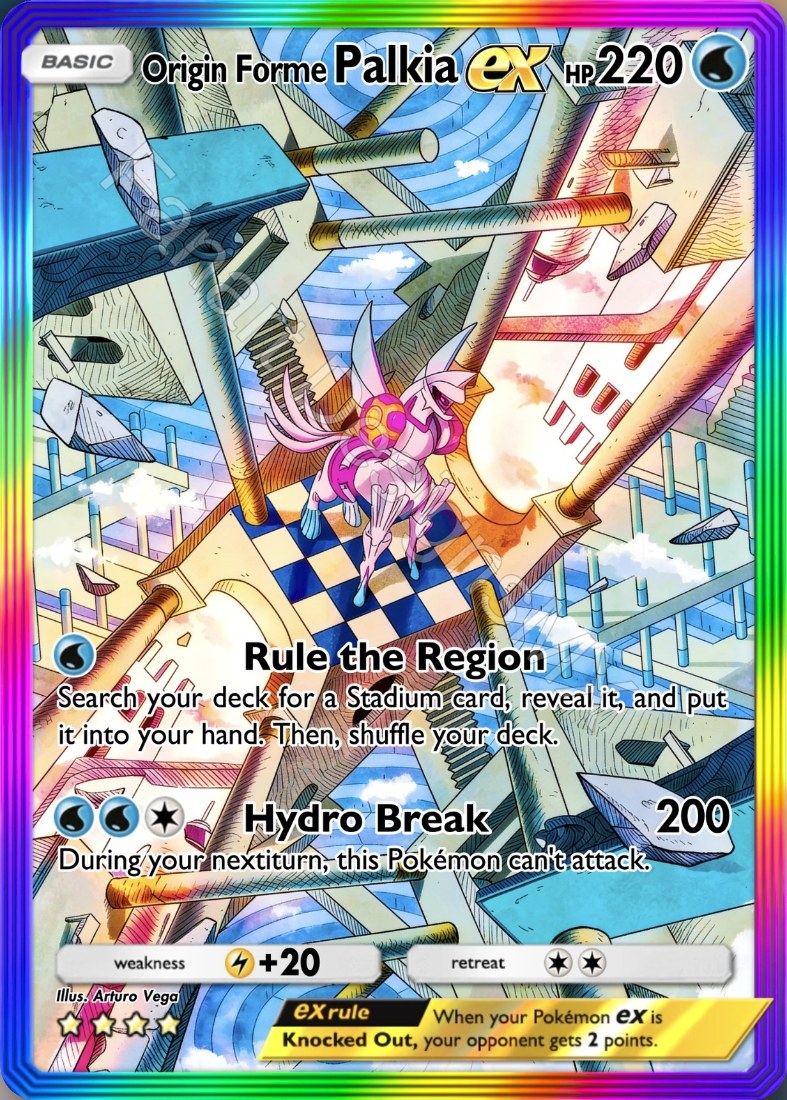 BASIC Origin Forme Palkia ex HP 220
Rule the Region
Search your deck for a Stadium card, reveal it, and put
it into your hand. Then, shuffle your deck.
Hydro Break 200
During your nextiturn, this Pokémon can't attack.
weakness +20 retreat
Illus. Arturo Vega
ex rule When your Pokémon ex is
Knocked Out, your opponent gets 2 points.